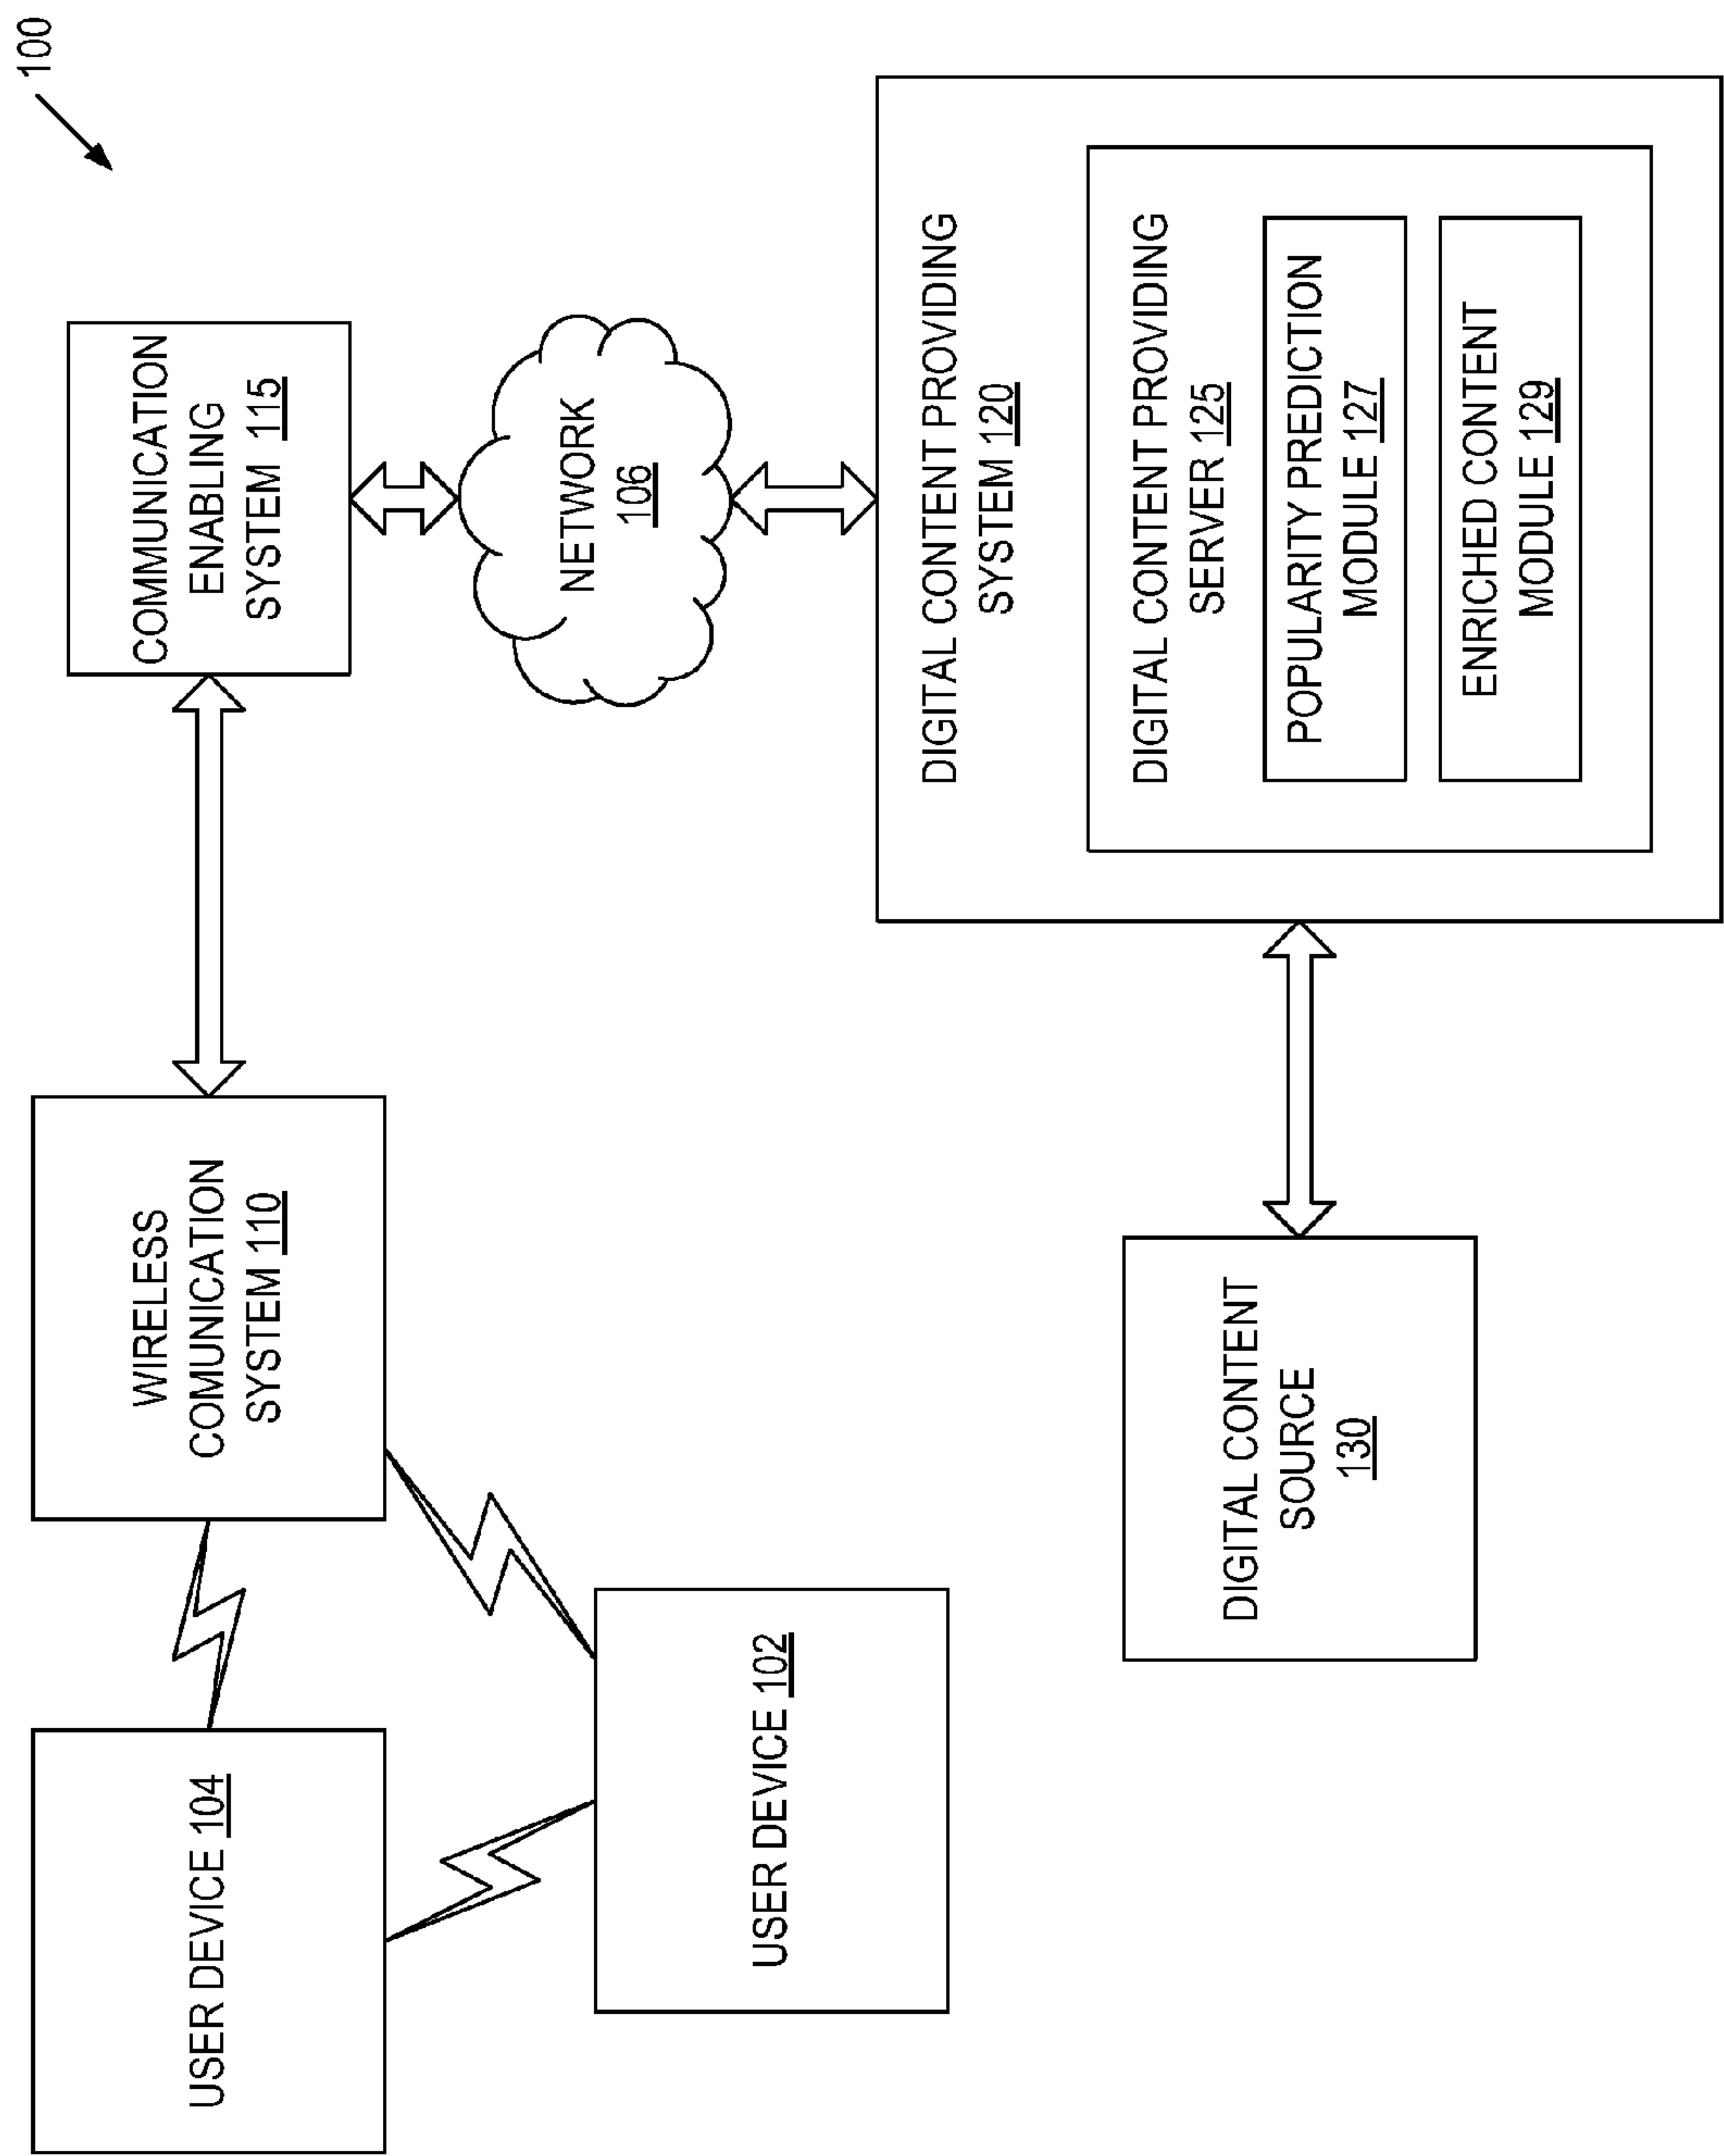 100
USER DEVICE 104
WIRELESS
COMUNICATION
SYSTEM 110
COMMUNICATION
ENABLING
SYSTEM 115
USER DEVICE 102
NETWORK
106
DIGITAL CONTENT
SOURCE
130
DIGITAL CONTENT PROVIDING
SYSTEM 120
DIGITAL CONTENT PROVIDING
SERVER 125
POPULARITY PREDICTION
MODULE 127
ENRICHED CONTENT
MODULE 129